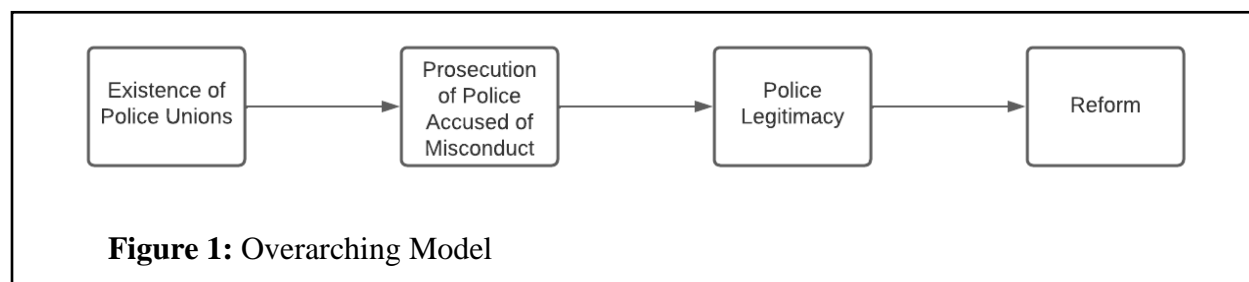 Existence of
Police Unions
Prosecution
of Police
Accused of
Misconduct
Police
Legitimacy
Reform
Figure 1: Overarching Model